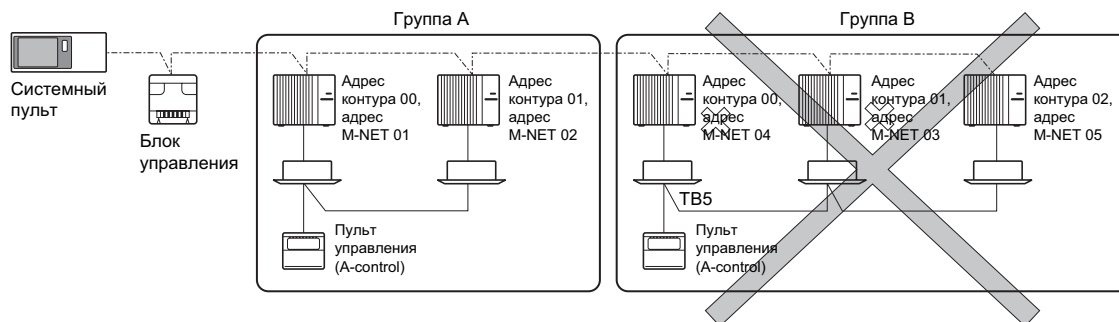 Группа A
Группа B
Системный
пульт
Блок
управления
Адрес
контура 00,
адрес
M-NET 01
Адрес
контура 01,
адрес
M-NET 02
Пульт
управления
(A-control)
Адрес
контура 00,
адрес
M-NET 04
Адрес
контура 01,
адрес
M-NET 03
Адрес
контура 02,
адрес
M-NET 05
TB5
Пульт
управления
(A-control)